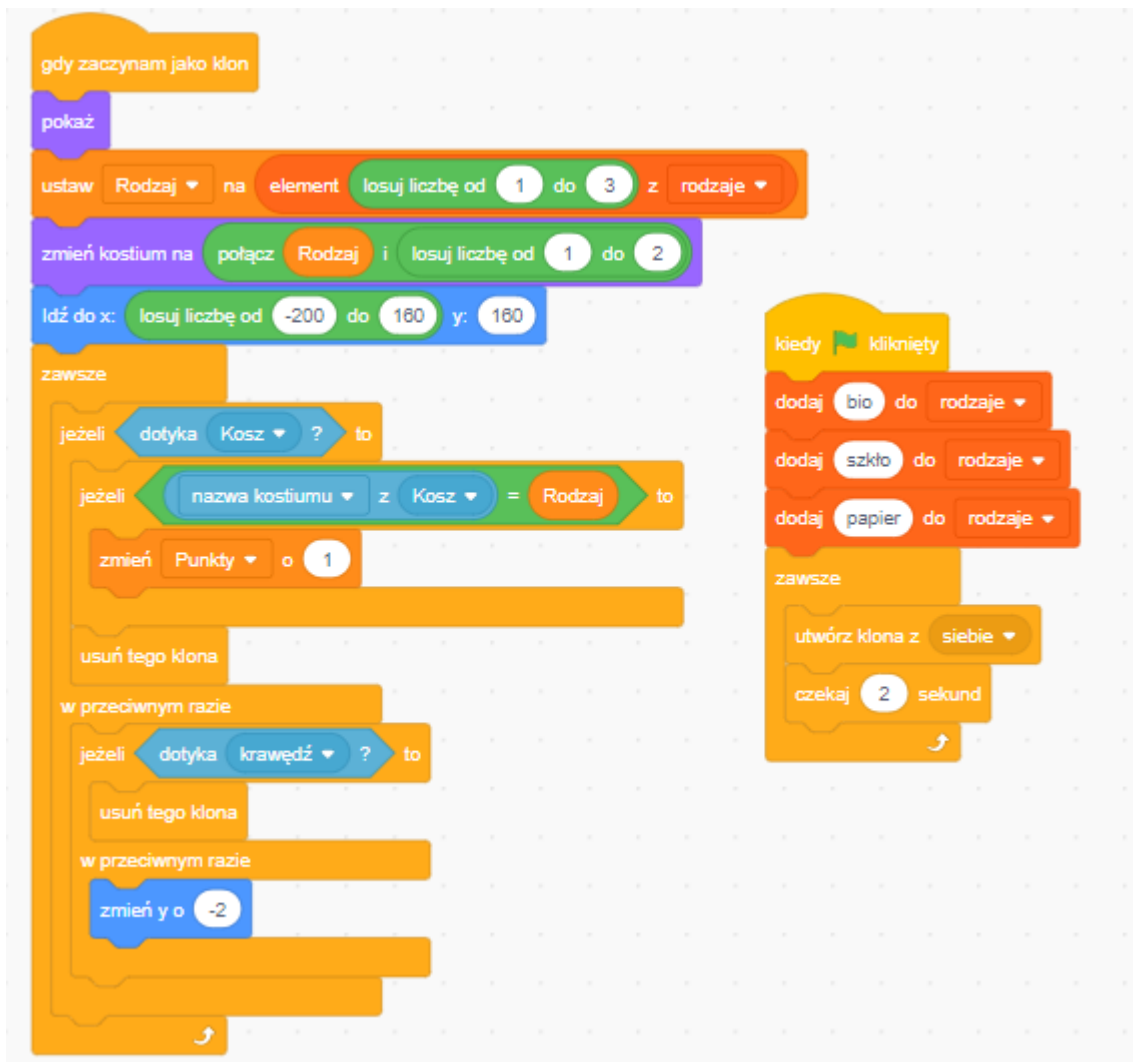 gdy zaczynam jako klon
pokaż
ustaw Rodzaj na element losuj liczbę od 1 do 3 z rodzaje
zmień kostium na połącz Rodzaj i losuj liczbę od 1 do 2
Idź do x: losuj liczbę od -200 do 160 y: 160
zawsze
jeżeli dotyka Kosz ? to
jeżeli nazwa kostiumu z Kosz = Rodzaj to
zmień Punkty o 1
usuń tego klona
w przeciwnym razie
jeżeli dotyka krawędź ? to
usuń tego klona
w przeciwnym razie
zmień y o -2
kiedy kliknięty
dodaj bio do rodzaje
dodaj szkło do rodzaje
dodaj papier do rodzaje
zawsze
utwórz klona z siebie
czekaj 2 sekund